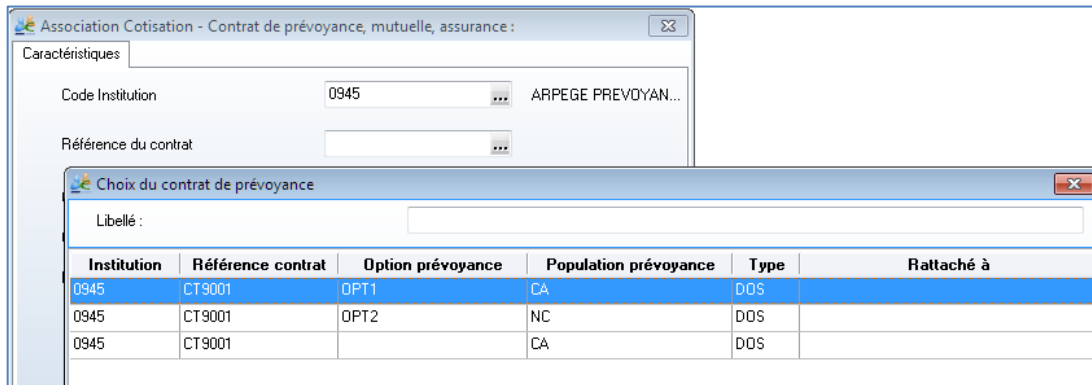 Association Cotisation - Contrat de prévoyance, mutuelle, assurance :
Caractéristiques
Code Institution 0945 ... ARPEGE PREVOYAN...
Référence du contrat ...
Choix du contrat de prévoyance
Libellé :
Institution Référence contrat Option prévoyance Population prévoyance Type Rattaché à
0945 CT9001 OPT1 CA DOS
0945 CT9001 OPT2 NC DOS
0945 CT9001 CA DOS